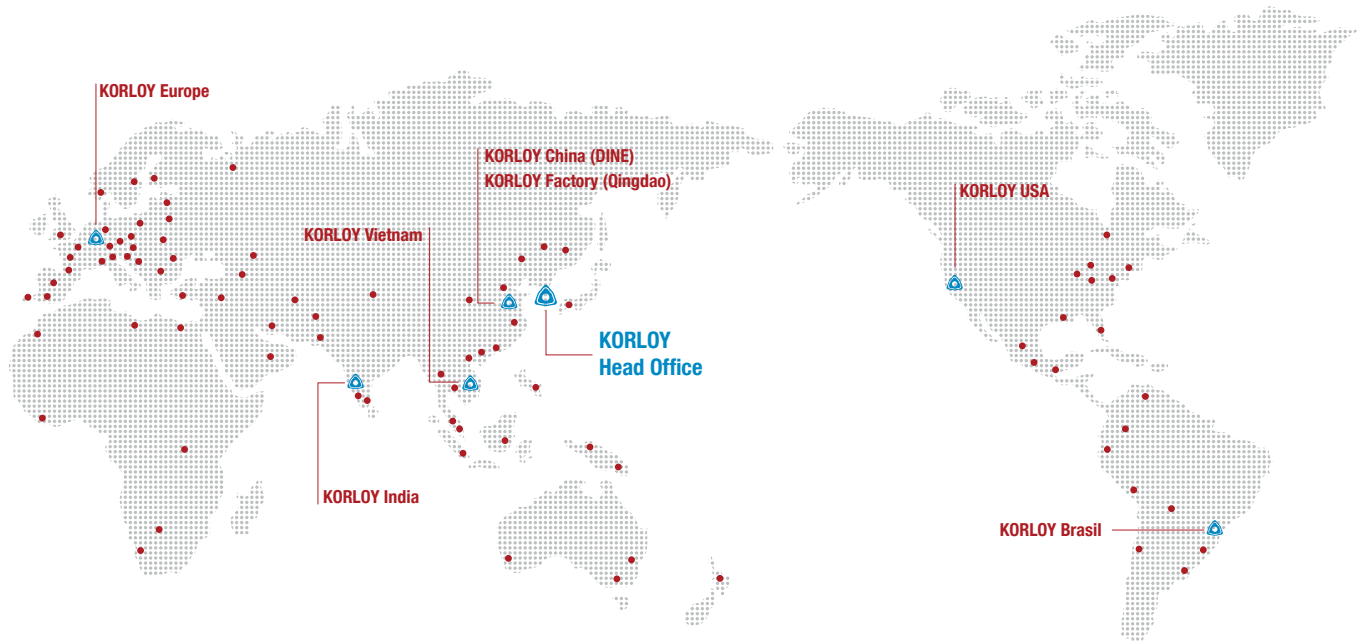 KORLOY Europe
KORLOY China (DINE)
KORLOY Factory (Qingdao)
KORLOY USA
KORLOY Vietnam
KORLOY
Head Office
KORLOY India
KORLOY Brasil